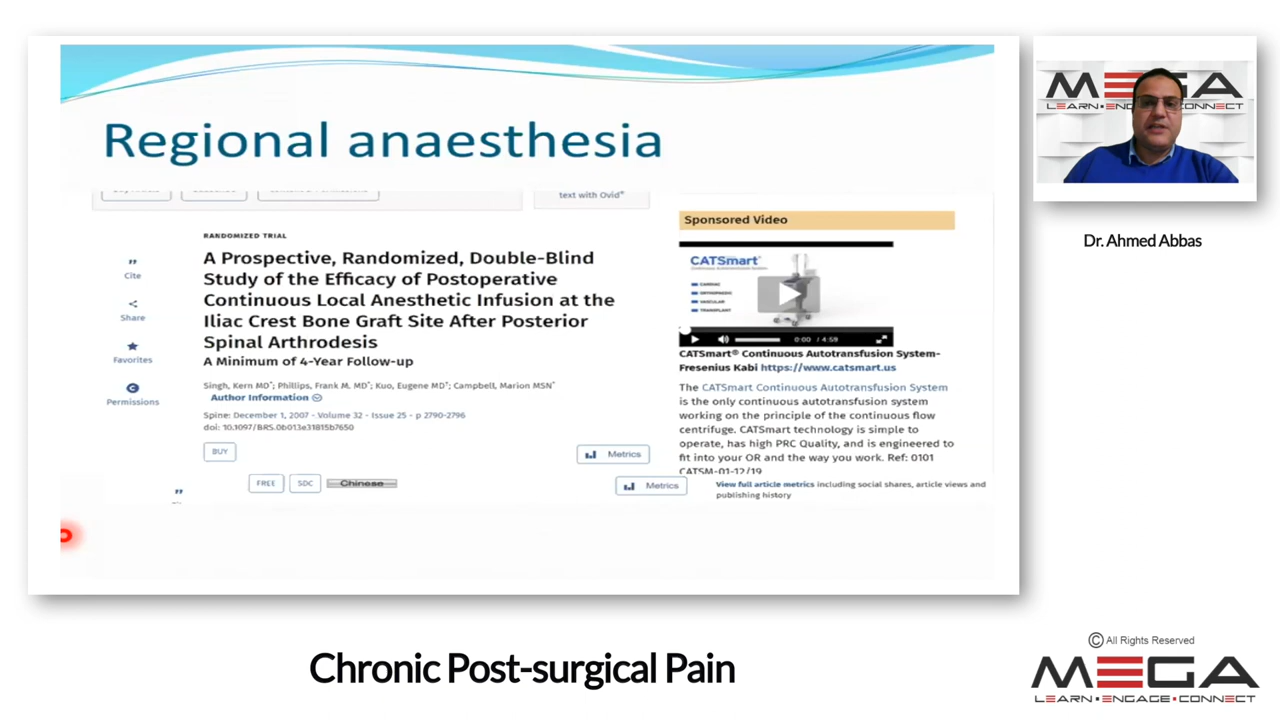 Regional anaesthesia
text with Ovid®
RANDOMIZED TRIAL
A Prospective, Randomized, Double-Blind
Study of the Efficacy of Postoperative
Continuous Local Anesthetic Infusion at the
Iliac Crest Bone Graft Site After Posterior
Spinal Arthrodesis
A Minimum of 4-Year Follow-up
Singh, Kern MD*; Phillips, Frank M. MD*; Kuo, Eugene MD†; Campbell, Marion MSN*
Author Information
Spine: December 1, 2007 - Volume 32 - Issue 25 - p 2790-2796
doi: 10.1097/BRS.0b013e31815b7650
BUY
Metrics
Cite
Share
Favorites
Permissions
FREE
SDC
Chinese
Metrics
View full article metrics including social shares, article views and
publishing history
Sponsored Video
CATSmart®
CARDIAC
ORTHOPAEDIC
VASCULAR
TRANSPLANT
0:00 / 4:59
CATSmart® Continuous Autotransfusion System-
Fresenius Kabi https://www.catsmart.us
The CATSmart Continuous Autotransfusion System
is the only continuous autotransfusion system
working on the principle of the continuous flow
centrifuge. CATSmart technology is simple to
operate, has high PRC Quality, and is engineered to
fit into your OR and the way you work. Ref: 0101
CATSM-01-12/19
MEGA
LEARN▪ENG
CONNECT
Dr. Ahmed Abbas
Chronic Post-surgical Pain
© All Rights Reserved
MEGA
LEARN▪ENGAGE▪CONNECT